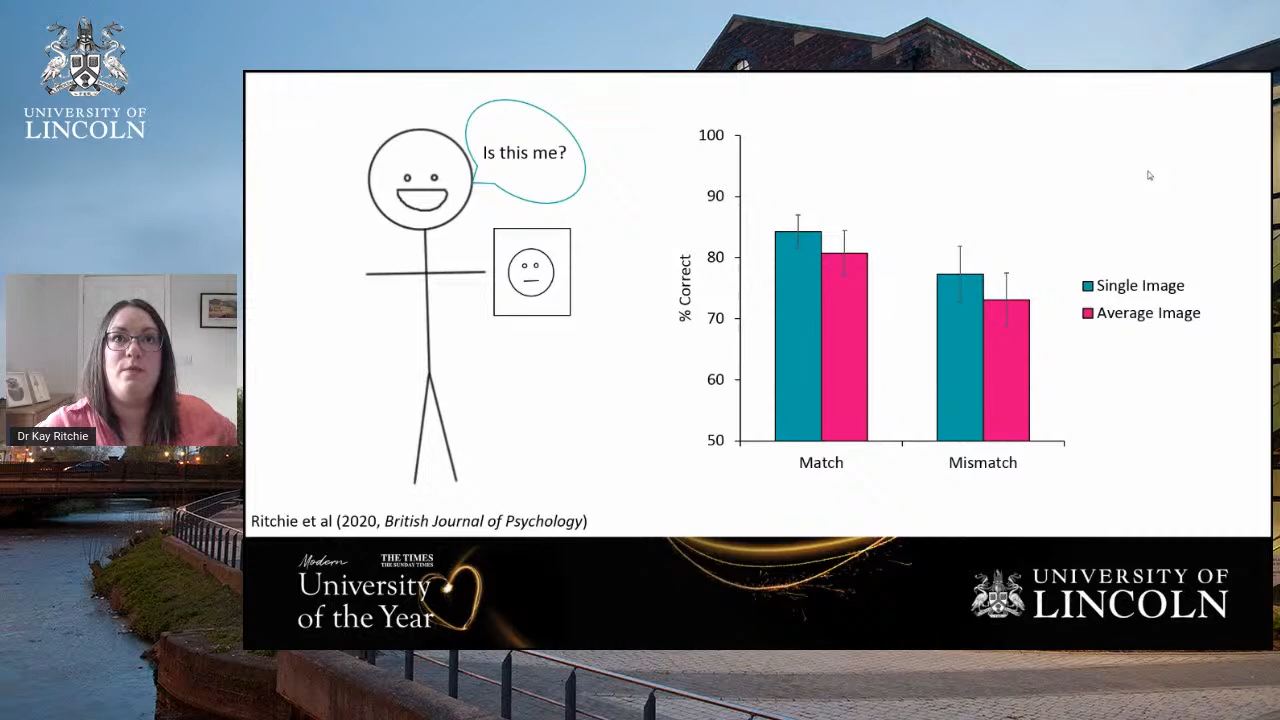 UNIVERSITY OF
LINCOLN
Is this me?
100
90
80
70
60
50
% Correct
Match
Mismatch
Single Image
Average Image
Dr Kay Ritchie
Ritchie et al (2020, British Journal of Psychology)
Modern
THE TIMES
THE SUNDAY TIMES
University
of the Year
UNIVERSITY OF
LINCOLN